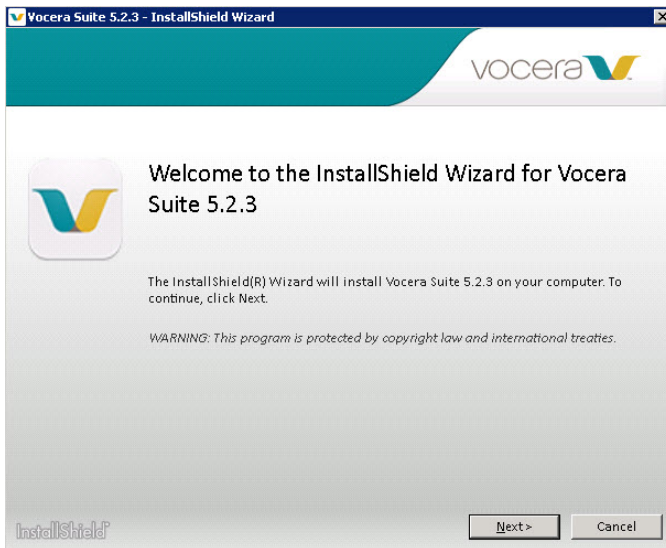 Vocera Suite 5.2.3 - InstallShield Wizard
vocera
Welcome to the InstallShield Wizard for Vocera
Suite 5.2.3
The InstallShield(R) Wizard will install Vocera Suite 5.2.3 on your computer. To
continue, click Next.
WARNING: This program is protected by copyright law and international treaties.
InstallShield
Next >
Cancel